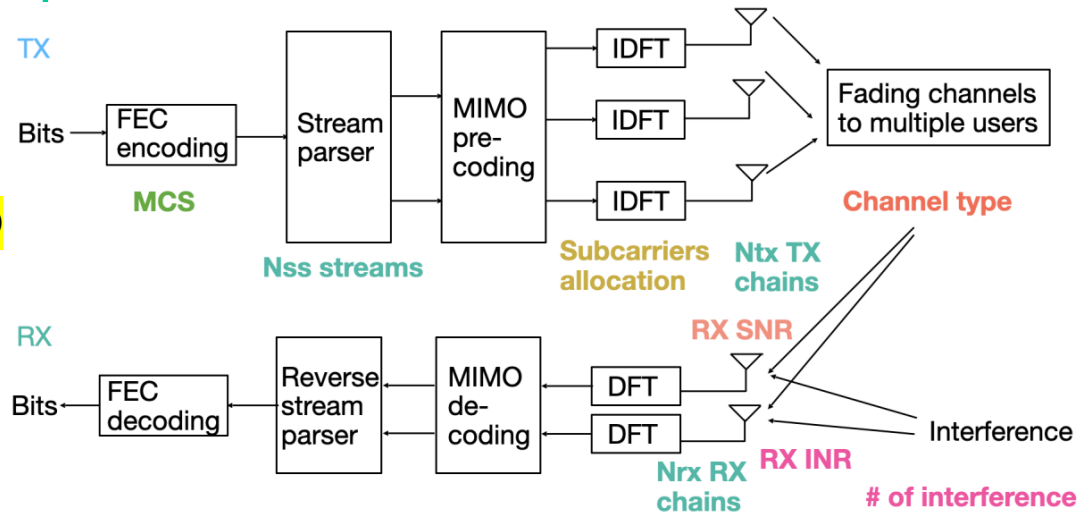 TX
Bits
FEC
encoding
MCS
Stream
parser
Nss streams
MIMO
pre-
coding
IDFT
IDFT
IDFT
Subcarriers
allocation
Ntx TX
chains
Fading channels
to multiple users
Channel type
)
RX
Bits
FEC
decoding
Reverse
stream
parser
MIMO
de-
coding
DFT
DFT
RX SNR
Nrx RX
chains
RX INR
Interference
# of interference